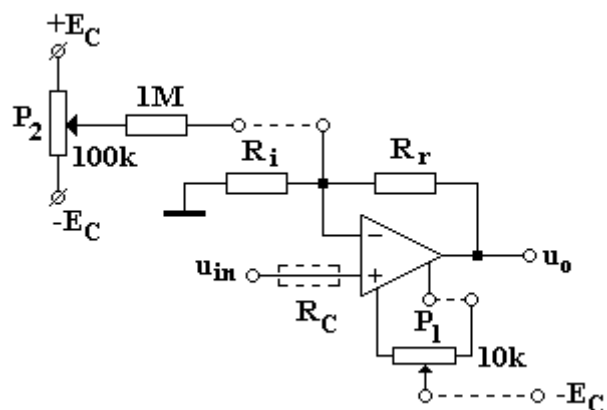 +E_C
1M
P_2
100k
-E_C
R_i
R_r
−
u_in
+
u_o
R_C
P_1
10k
-E_C